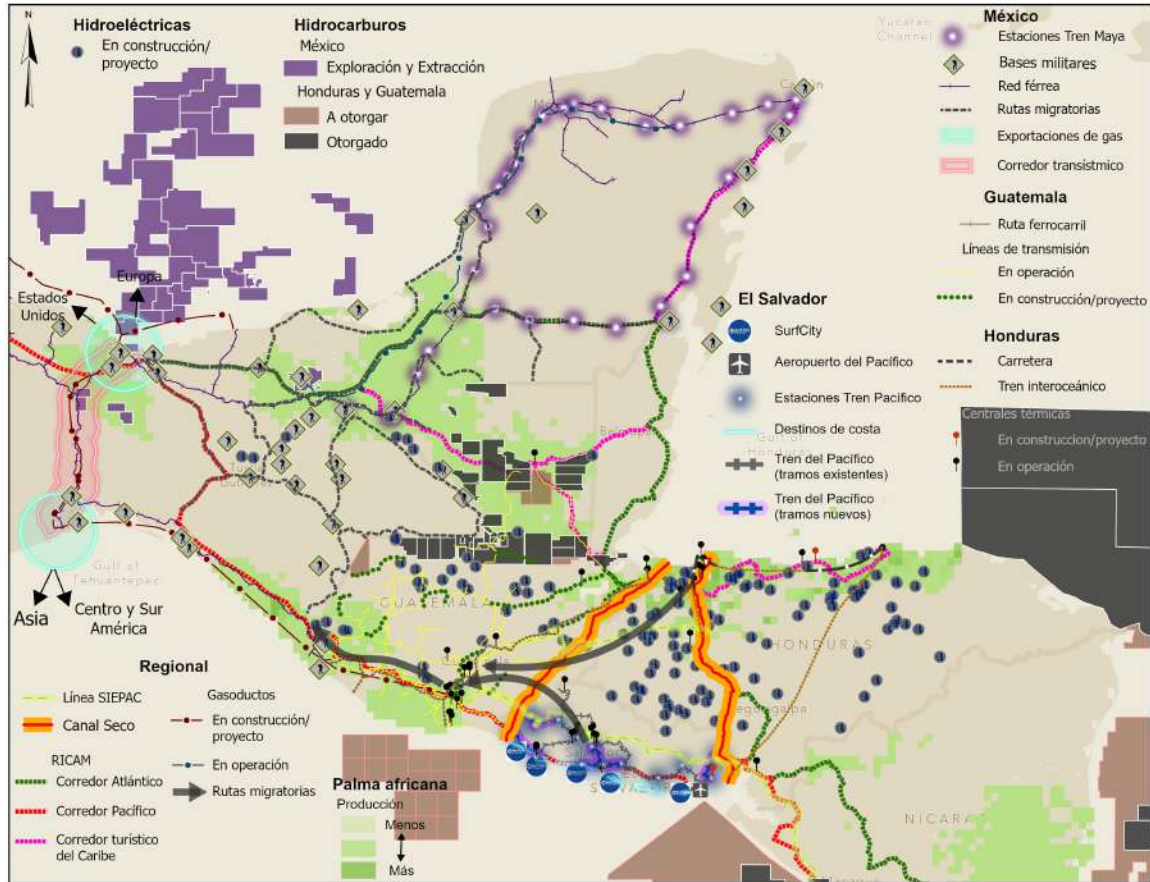 N
Hidroeléctricas
En construcción/
proyecto
Hidrocarburos
México
Exploración y Extracción
Honduras y Guatemala
A otorgar
Otorgado
Yucatan
Channel
México
Estaciones Tren Maya
Bases militares
Red férrea
Rutas migratorias
Exportaciones de gas
Corredor transístmico
Guatemala
Ruta ferrocarril
Líneas de transmisión
En operación
En construcción/proyecto
Honduras
Carretera
Tren interoceánico
Centrales térmicas
En construccion/proyecto
En operación
El Salvador
SurfCity
Aeropuerto del Pacífico
Estaciones Tren Pacífico
Destinos de costa
Tren del Pacífico
(tramos existentes)
Tren del Pacífico
(tramos nuevos)
Europa
Estados
Unidos
Gulf of
Honduras
Gulf of
Tehuantepec
Asia
Centro y Sur
América
GUATEMALA
HONDURAS
Regional
Línea SIEPAC
Canal Seco
RICAM
Corredor Atlántico
Corredor Pacífico
Corredor turístico
del Caribe
Gasoductos
En construcción/
proyecto
En operación
Rutas migratorias
Palma africana
Producción
Menos
Más